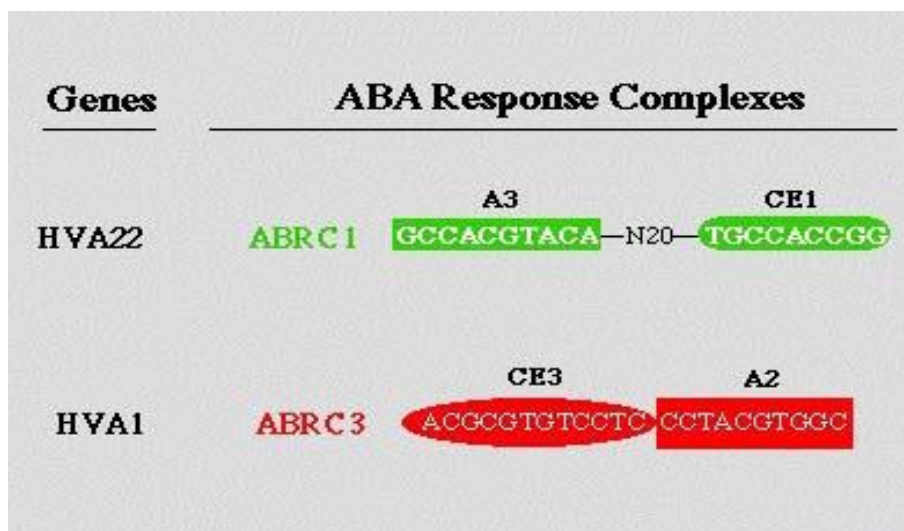 Genes ABA Response Complexes
A3 CE1
HVA22 ABRC1 GCCACGTACA—N20—TGCCACCGG
CE3 A2
HVA1 ABRC3 ACGCGTGTCCTC CCTACGTGGC